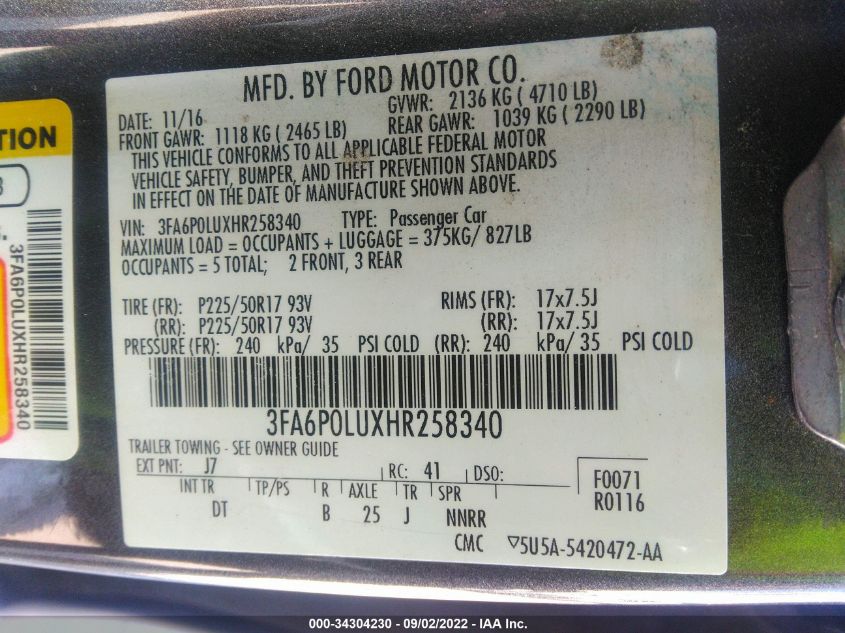 MFD. BY FORD MOTOR CO.
DATE: 11/16 GVWR: 2136 KG ( 4710 LB)
FRONT GAWR: 1118 KG ( 2465 LB) REAR GAWR: 1039 KG ( 2290 LB)
THIS VEHICLE CONFORMS TO ALL APPLICABLE FEDERAL MOTOR
VEHICLE SAFETY, BUMPER, AND THEFT PREVENTION STANDARDS
IN EFFECT ON THE DATE OF MANUFACTURE SHOWN ABOVE.
VIN: 3FA6P0LUXHR258340 TYPE: Passenger Car
MAXIMUM LOAD = OCCUPANTS + LUGGAGE = 375KG/ 827LB
OCCUPANTS = 5 TOTAL; 2 FRONT, 3 REAR
TIRE (FR): P225/50R17 93V RIMS (FR): 17x7.5J
(RR): P225/50R17 93V (RR): 17x7.5J
PRESSURE (FR): 240 kPa/ 35 PSI COLD (RR): 240 kPa/ 35 PSI COLD
3FA6P0LUXHR258340
TRAILER TOWING - SEE OWNER GUIDE
EXT PNT: J7 RC: 41 DSO: F0071
INT TR TP/PS R AXLE TR SPR R0116
DT B 25 J NNRR
CMC ▽5U5A-5420472-AA
TION
3FA6P0LUXHR258340
000-34304230 - 09/02/2022 - IAA Inc.